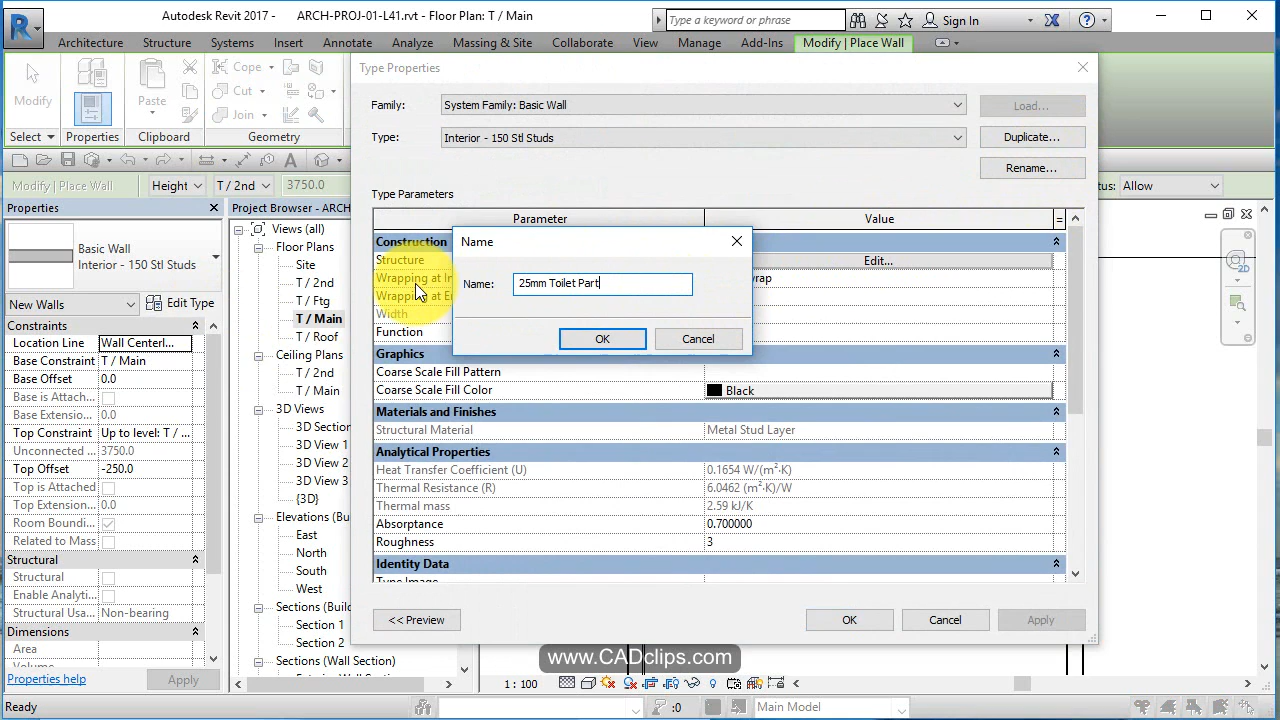 Autodesk Revit 2017 - ARCH-PROJ-01-L41.rvt - Floor Plan: T / Main
Type a keyword or phrase
Sign In
Architecture Structure Systems Insert Annotate Analyze Massing & Site Collaborate View Manage Add-Ins Modify | Place Wall
Modify
Paste
Cope
Cut
Join
Select Properties Clipboard Geometry
Modify | Place Wall Height T / 2nd 3750.0
Allow
Properties
Basic Wall
Interior - 150 Stl Studs
New Walls Edit Type
Constraints
Location Line Wall Centerl...
Base Constraint T / Main
Base Offset 0.0
Base is Attach...
Base Extensio... 0.0
Top Constraint Up to level: T / ...
Unconnected ... 3750.0
Top Offset -250.0
Top is Attached
Top Extensio... 0.0
Room Boundi...
Related to Mass
Structural
Structural
Enable Analyti...
Structural Usa... Non-bearing
Dimensions
Area
Volume
Properties help Apply
Project Browser - ARCH
Views (all)
Floor Plans
Site
T / 2nd
T / Ftg
T / Main
T / Roof
Ceiling Plans
T / 2nd
T / Main
3D Views
3D Section
3D View 1
3D View 2
3D View 3
{3D}
Elevations (Bui
East
North
South
West
Sections (Build
Section 1
Section 2
Sections (Wall Section)
Type Properties
Family: System Family: Basic Wall Load...
Type: Interior - 150 Stl Studs Duplicate...
Rename...
Type Parameters
Parameter Value =
Construction
Structure Edit...
Wrapping at In
wrap
Wrapping at E
Width
Function
Name
Name: 25mm Toilet Part
OK Cancel
Graphics
Coarse Scale Fill Pattern
Coarse Scale Fill Color Black
Materials and Finishes
Structural Material Metal Stud Layer
Analytical Properties
Heat Transfer Coefficient (U) 0.1654 W/(m²·K)
Thermal Resistance (R) 6.0462 (m²·K)/W
Thermal mass 2.59 kJ/K
Absorptance 0.700000
Roughness 3
Identity Data
Type Image
<< Preview OK Cancel Apply
www.CADclips.com
1 : 100
Ready
:0
Main Model